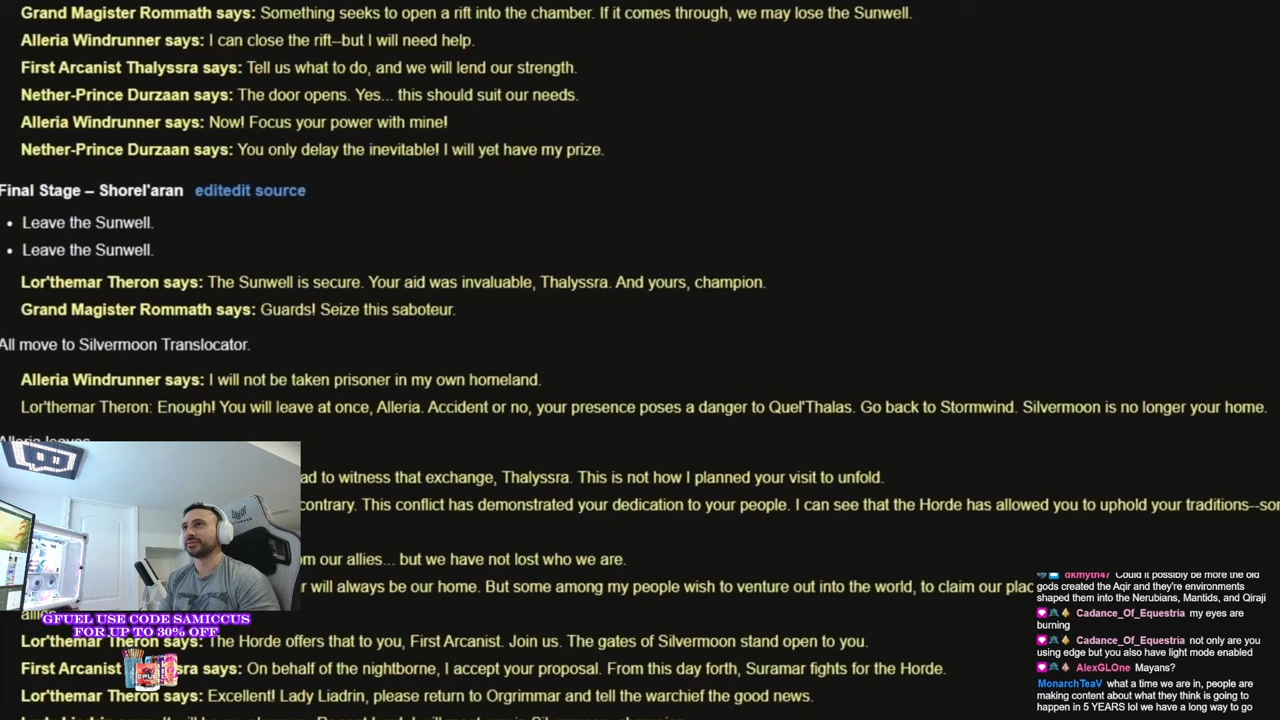 Grand Magister Rommath says: Something seeks to open a rift into the chamber. If it comes through, we may lose the Sunwell.
Alleria Windrunner says: I can close the rift--but I will need help.
First Arcanist Thalyssra says: Tell us what to do, and we will lend our strength.
Nether-Prince Durzaan says: The door opens. Yes... this should suit our needs.
Alleria Windrunner says: Now! Focus your power with mine!
Nether-Prince Durzaan says: You only delay the inevitable! I will yet have my prize.
Final Stage – Shorel'aran editedit source
• Leave the Sunwell.
• Leave the Sunwell.
Lor'themar Theron says: The Sunwell is secure. Your aid was invaluable, Thalyssra. And yours, champion.
Grand Magister Rommath says: Guards! Seize this saboteur.
All move to Silvermoon Translocator.
Alleria Windrunner says: I will not be taken prisoner in my own homeland.
Lor'themar Theron: Enough! You will leave at once, Alleria. Accident or no, your presence poses a danger to Quel'Thalas. Go back to Stormwind. Silvermoon is no longer your home.
Alleria leaves.
ad to witness that exchange, Thalyssra. This is not how I planned your visit to unfold.
contrary. This conflict has demonstrated your dedication to your people. I can see that the Horde has allowed you to uphold your traditions--so
m our allies... but we have not lost who we are.
r will always be our home. But some among my people wish to venture out into the world, to claim our plac
allie
Lor'themar Theron says: The Horde offers that to you, First Arcanist. Join us. The gates of Silvermoon stand open to you.
First Arcanist sra says: On behalf of the nightborne, I accept your proposal. From this day forth, Suramar fights for the Horde.
Lor'themar Theron says: Excellent! Lady Liadrin, please return to Orgrimmar and tell the warchief the good news.
GFUEL USE CODE SAMICCUS
FOR UP TO 30% OFF
dkmyth47 Could it possibly be more the old
gods created the Aqir and they're environments
shaped them into the Nerubians, Mantids, and Qiraji
Cadance_Of_Equestria my eyes are
burning
Cadance_Of_Equestria not only are you
using edge but you also have light mode enabled
AlexGLOne Mayans?
MonarchTeaV what a time we are in, people are
making content about what they think is going to
happen in 5 YEARS lol we have a long way to go